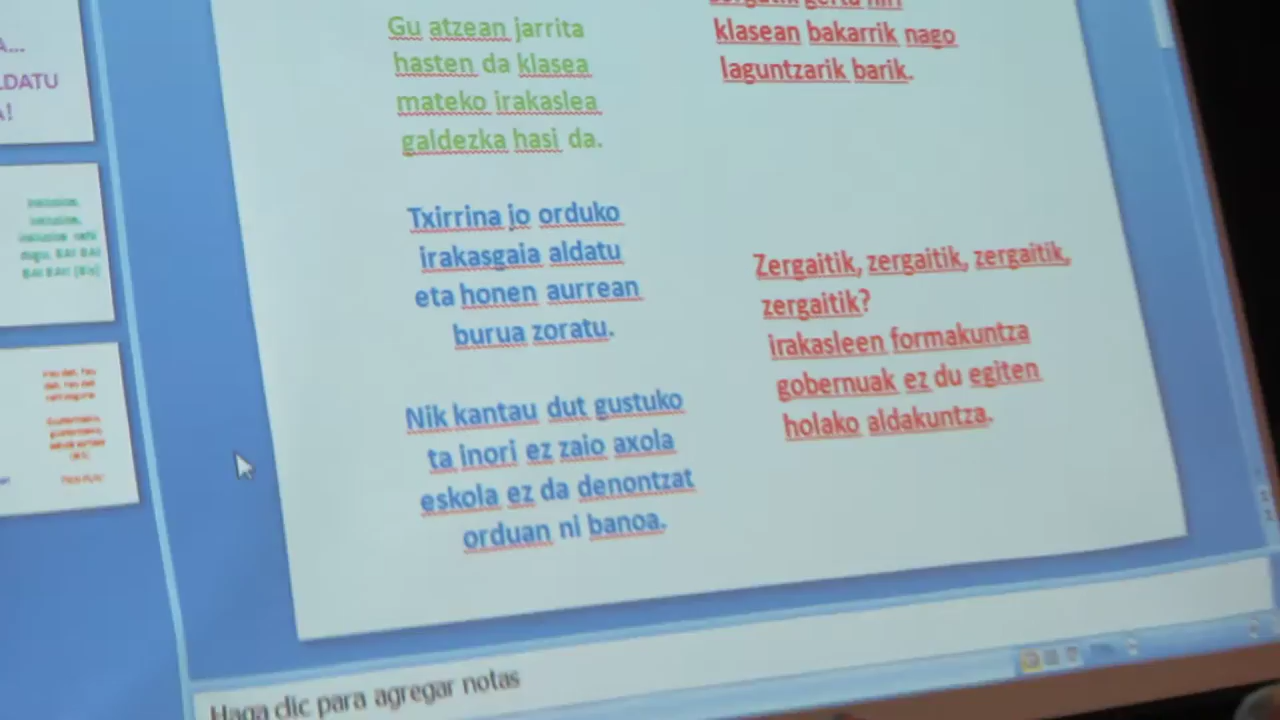 A...
LDATU
A!
Gu atzean jarrita
hasten da klasea
mateko irakaslea
galdezka hasi da.
Txirrina jo orduko
irakasgaia aldatu
eta honen aurrean
burua zoratu.
Nik kantau dut gustuko
ta inori ez zaio axola
eskola ez da denontzat
orduan ni banoa.
klasean bakarrik nago
laguntzarik barik.
Zergaitik, zergaitik, zergaitik,
zergaitik?
irakasleen formakuntza
gobernuak ez du egiten
holako aldakuntza.
Haga clic para agregar notas